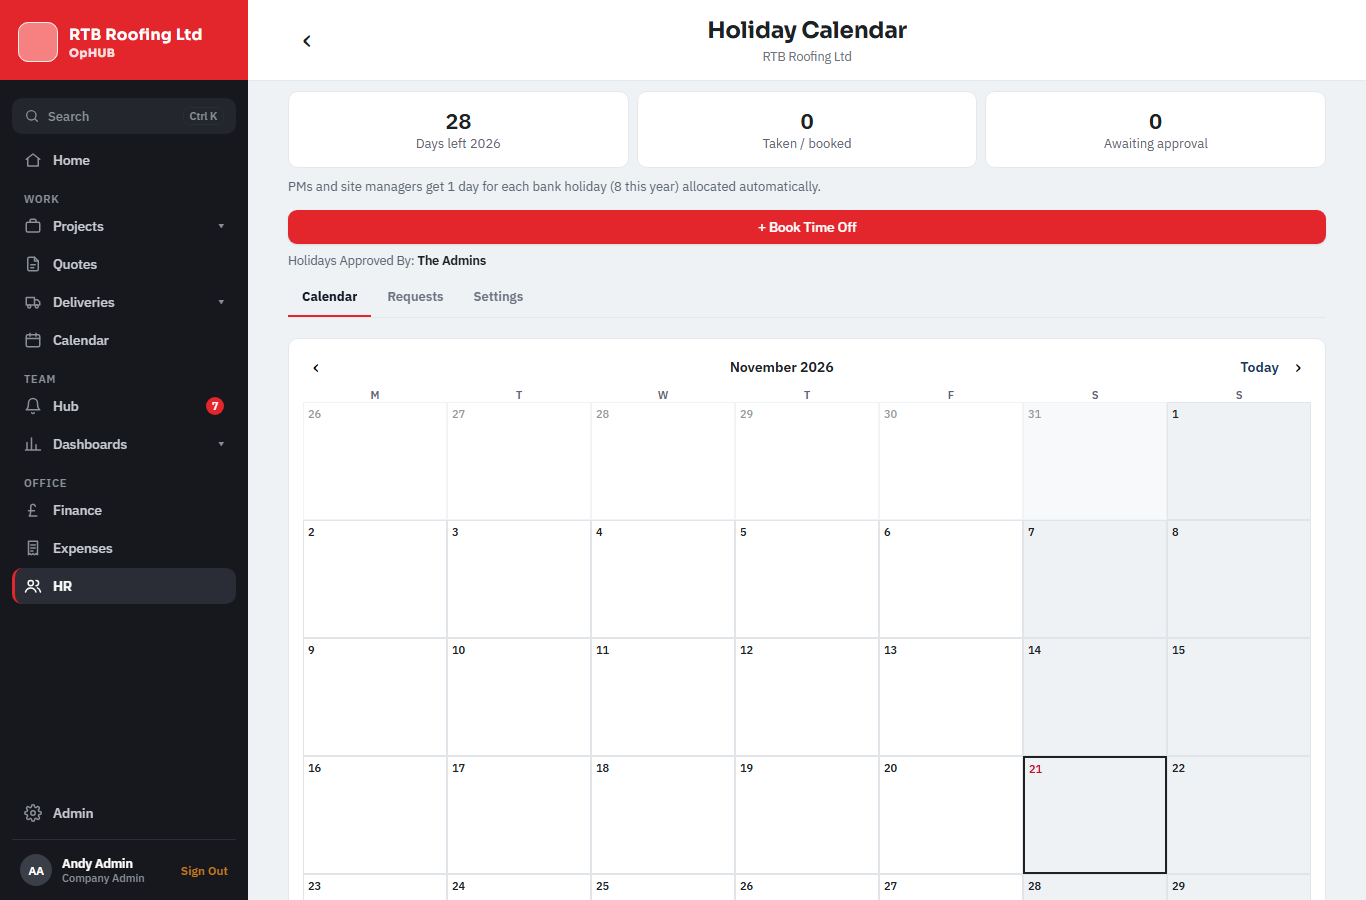 RTB Roofing Ltd
OpHUB
Search Ctrl K
Home
WORK
Projects
Quotes
Deliveries
Calendar
TEAM
Hub 7
Dashboards
OFFICE
Finance
Expenses
HR
Admin
AA
Andy Admin
Company Admin
Sign Out
Holiday Calendar
RTB Roofing Ltd
28
Days left 2026
0
Taken / booked
0
Awaiting approval
PMs and site managers get 1 day for each bank holiday (8 this year) allocated automatically.
+ Book Time Off
Holidays Approved By: The Admins
Calendar Requests Settings
November 2026 Today
M T W T F S S
26 27 28 29 30 31 1
2 3 4 5 6 7 8
9 10 11 12 13 14 15
16 17 18 19 20 21 22
23 24 25 26 27 28 29